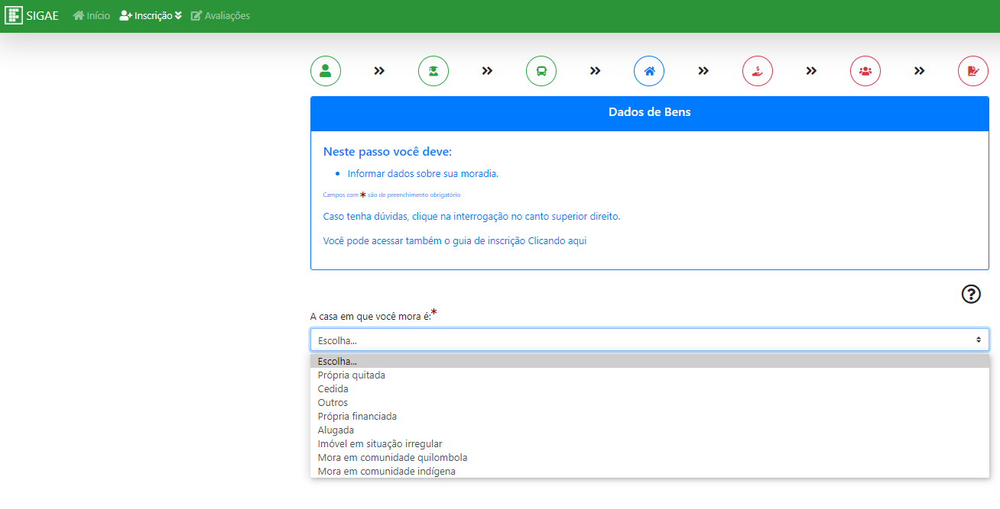 SIGAE Início Inscrição Avaliações
Dados de Bens
Neste passo você deve:
Informar dados sobre sua moradia.
Campos com * são de preenchimento obrigatório
Caso tenha dúvidas, clique na interrogação no canto superior direito.
Você pode acessar também o guia de inscrição Clicando aqui
A casa em que você mora é:*
Escolha...
Escolha...
Própria quitada
Cedida
Outros
Própria financiada
Alugada
Imóvel em situação irregular
Mora em comunidade quilombola
Mora em comunidade indígena